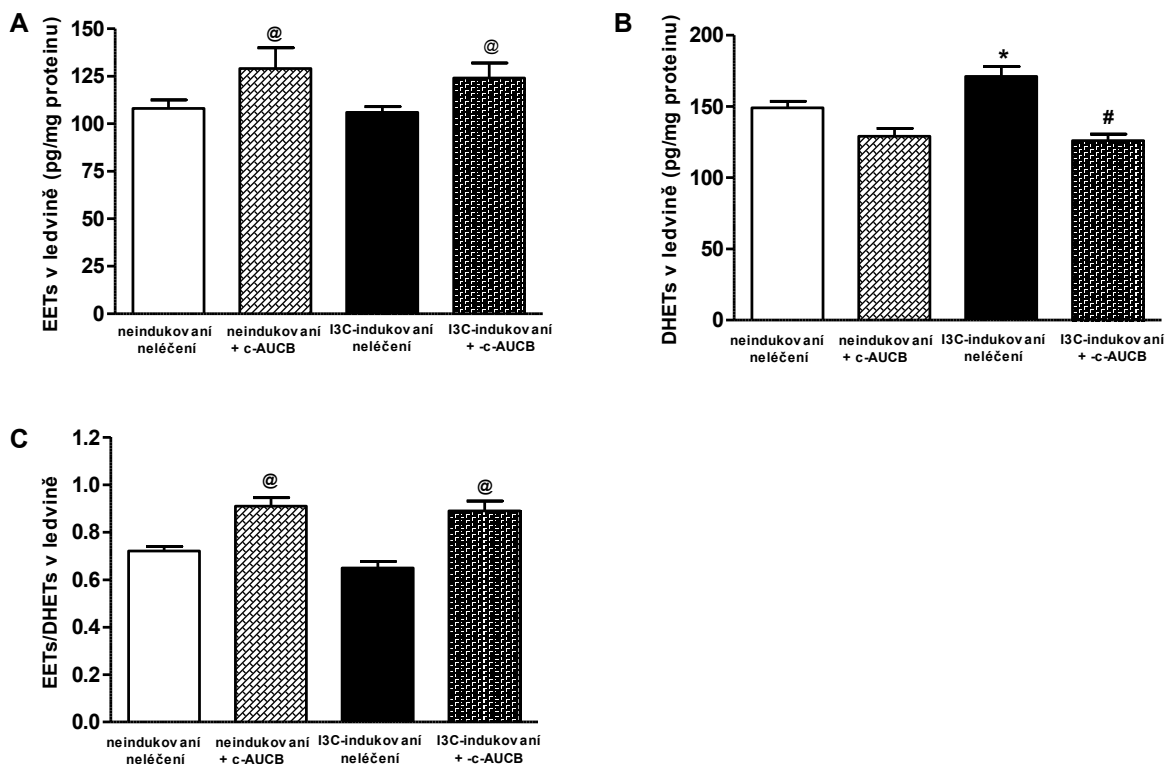 A
EETs v ledvině (pg/mg proteinu)
150
125
100
75
50
25
0
@
@
neindukovaní
neléčení
neindukovaní
+ c-AUCB
I3C-indukovaní
neléčení
I3C-indukovaní
+ -c-AUCB
B
DHETs v ledvině (pg/mg proteinu)
200
150
100
50
0
*
#
neindukovaní
neléčení
neindukovaní
+ c-AUCB
I3C-indukovaní
neléčení
I3C-indukovaní
+ -c-AUCB
C
EETs/DHETs v ledvině
1.2
1.0
0.8
0.6
0.4
0.2
0.0
@
@
neindukovaní
neléčení
neindukovaní
+ c-AUCB
I3C-indukovaní
neléčení
I3C-indukovaní
+ -c-AUCB